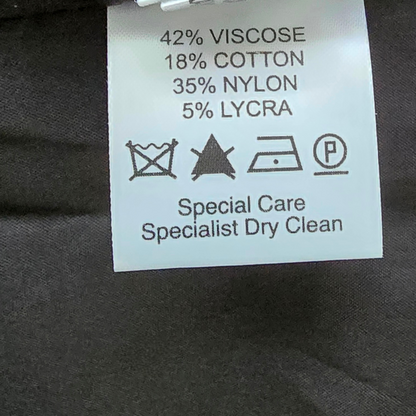 42% VISCOSE
18% COTTON
35% NYLON
5% LYCRA
P
Special Care
Specialist Dry Clean